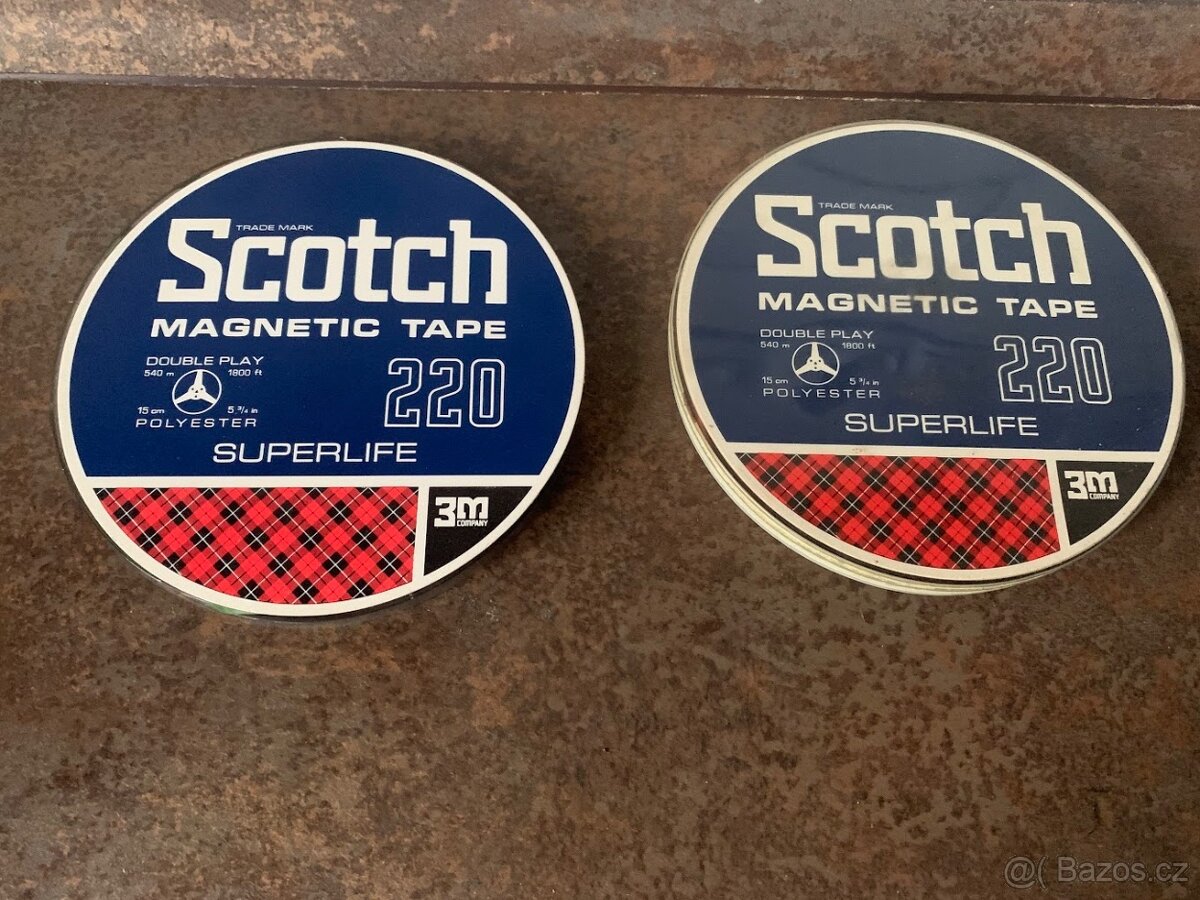 TRADE MARK
Scotch
MAGNETIC TAPE
DOUBLE PLAY
540 m 1800 ft
15 cm 5 3/4 in
POLYESTER
220
SUPERLIFE
3M
COMPANY
TRADE MARK
Scotch
MAGNETIC TAPE
DOUBLE PLAY
540 m 1800 ft
15 cm 5 3/4 in
POLYESTER
220
SUPERLIFE
3M
COMPANY
@( Bazos.cz